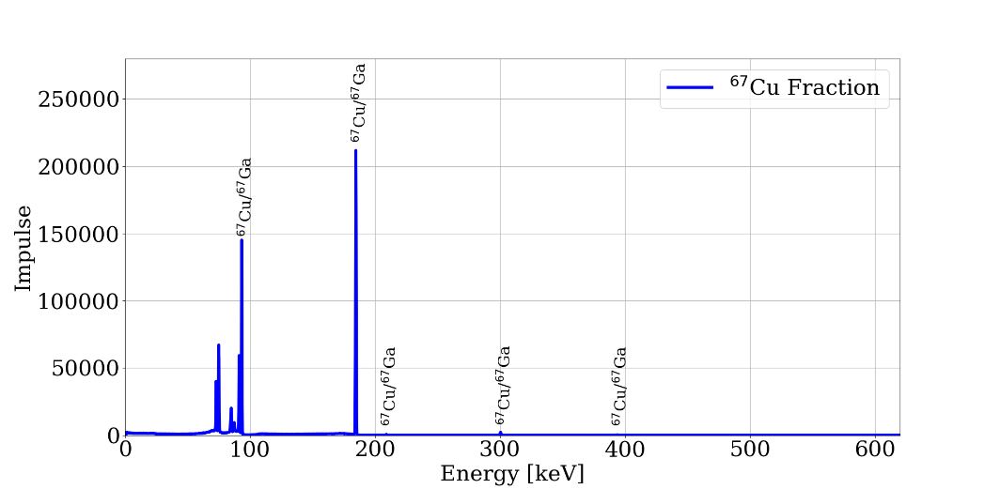 ⁶⁷Cu Fraction
⁶⁷Cu/⁶⁷Ga
⁶⁷Cu/⁶⁷Ga
⁶⁷Cu/⁶⁷Ga
⁶⁷Cu/⁶⁷Ga
⁶⁷Cu/⁶⁷Ga
Impulse
250000
200000
150000
100000
50000
0
0 100 200 300 400 500 600
Energy [keV]